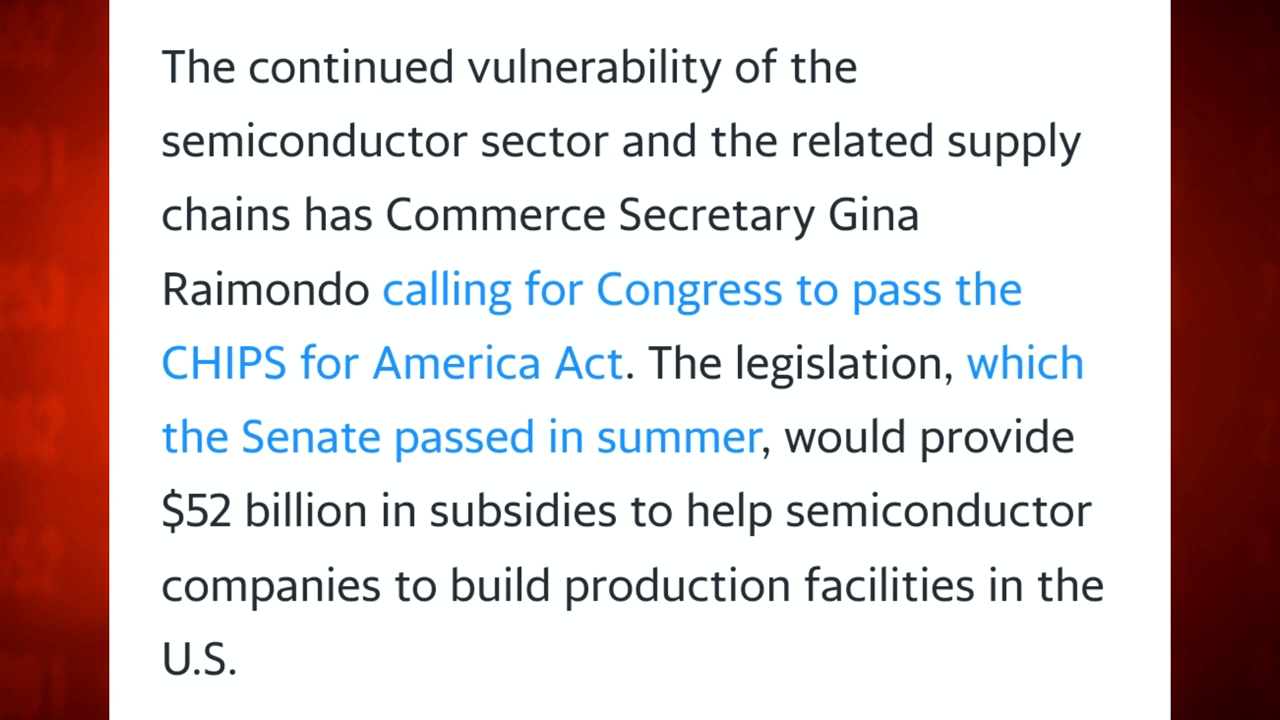 The continued vulnerability of the
semiconductor sector and the related supply
chains has Commerce Secretary Gina
Raimondo calling for Congress to pass the
CHIPS for America Act. The legislation, which
the Senate passed in summer, would provide
$52 billion in subsidies to help semiconductor
companies to build production facilities in the
U.S.